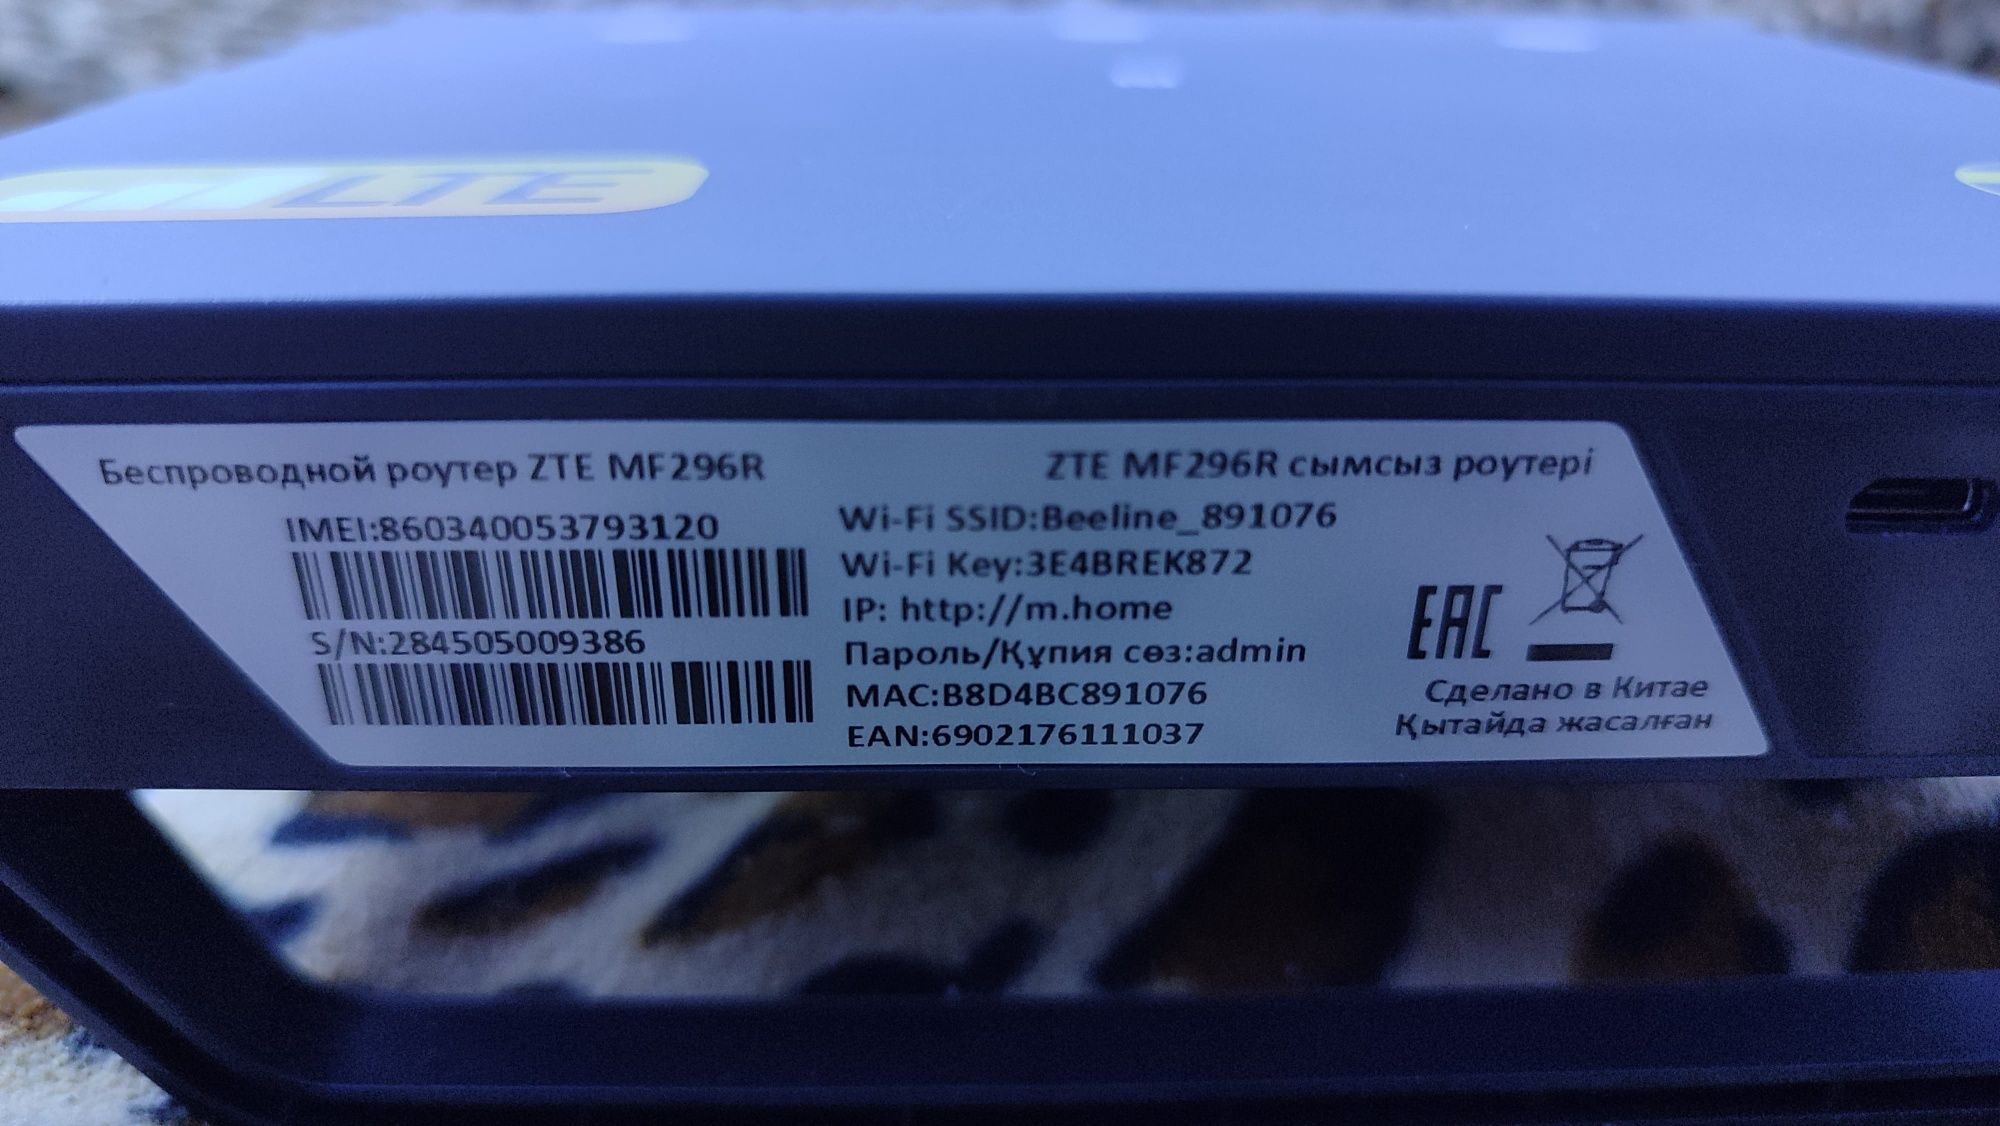 LTE
Беспроводной роутер ZTE MF296R
ZTE MF296R сымсыз роутері
IMEI:860340053793120
S/N:284505009386
Wi-Fi SSID:Beeline_891076
Wi-Fi Key:3E4BREK872
IP: http://m.home
Пароль/Құпия сөз:admin
MAC:B8D4BC891076
EAN:6902176111037
EAC
Сделано в Китае
Қытайда жасалған